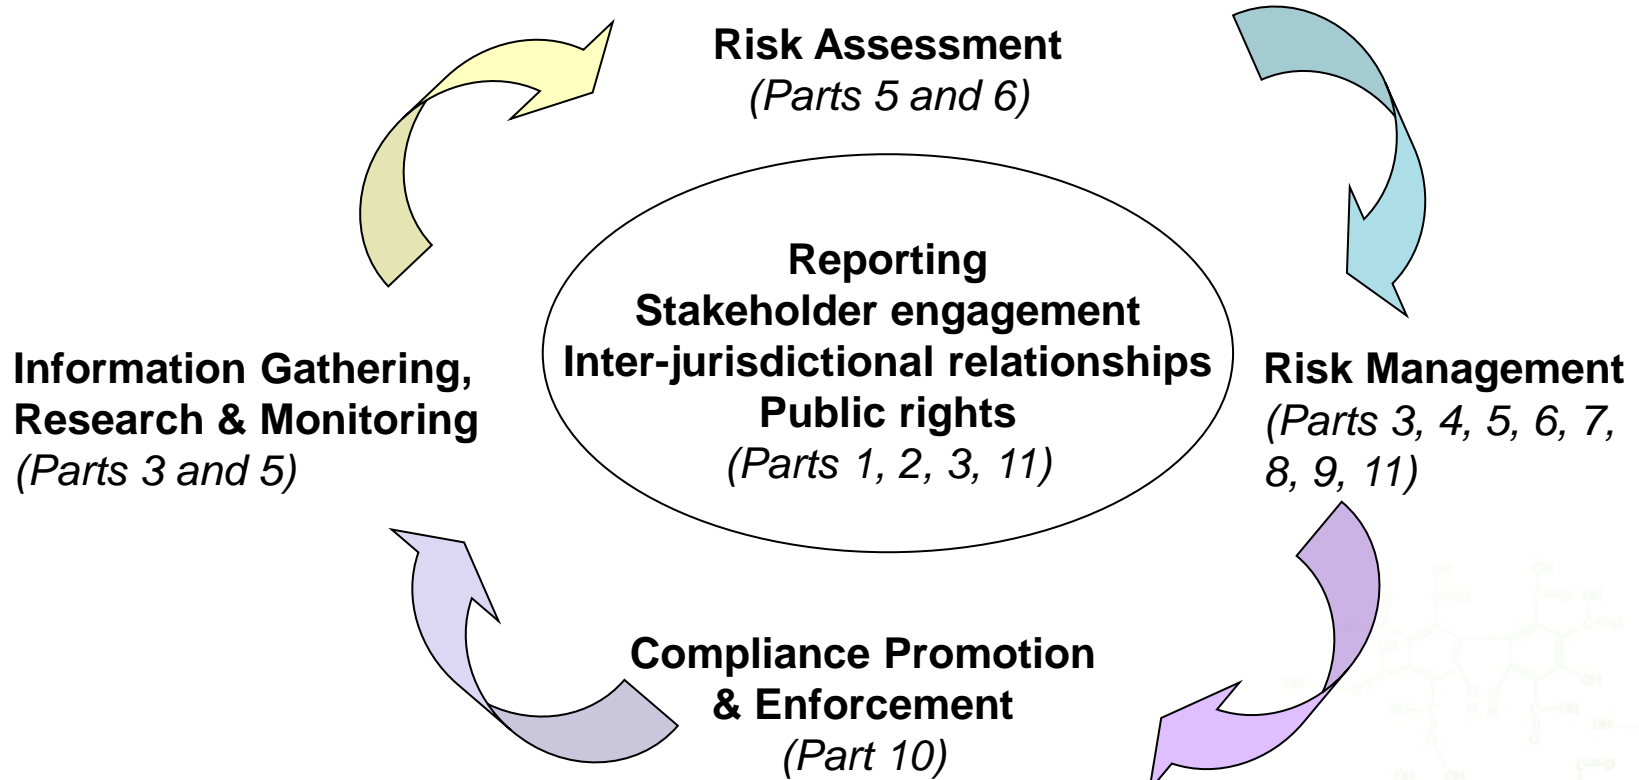 Risk Assessment
(Parts 5 and 6)
Reporting
Stakeholder engagement
Inter-jurisdictional relationships
Public rights
(Parts 1, 2, 3, 11)
Information Gathering,
Research & Monitoring
(Parts 3 and 5)
Risk Management
(Parts 3, 4, 5, 6, 7,
8, 9, 11)
Compliance Promotion
& Enforcement
(Part 10)